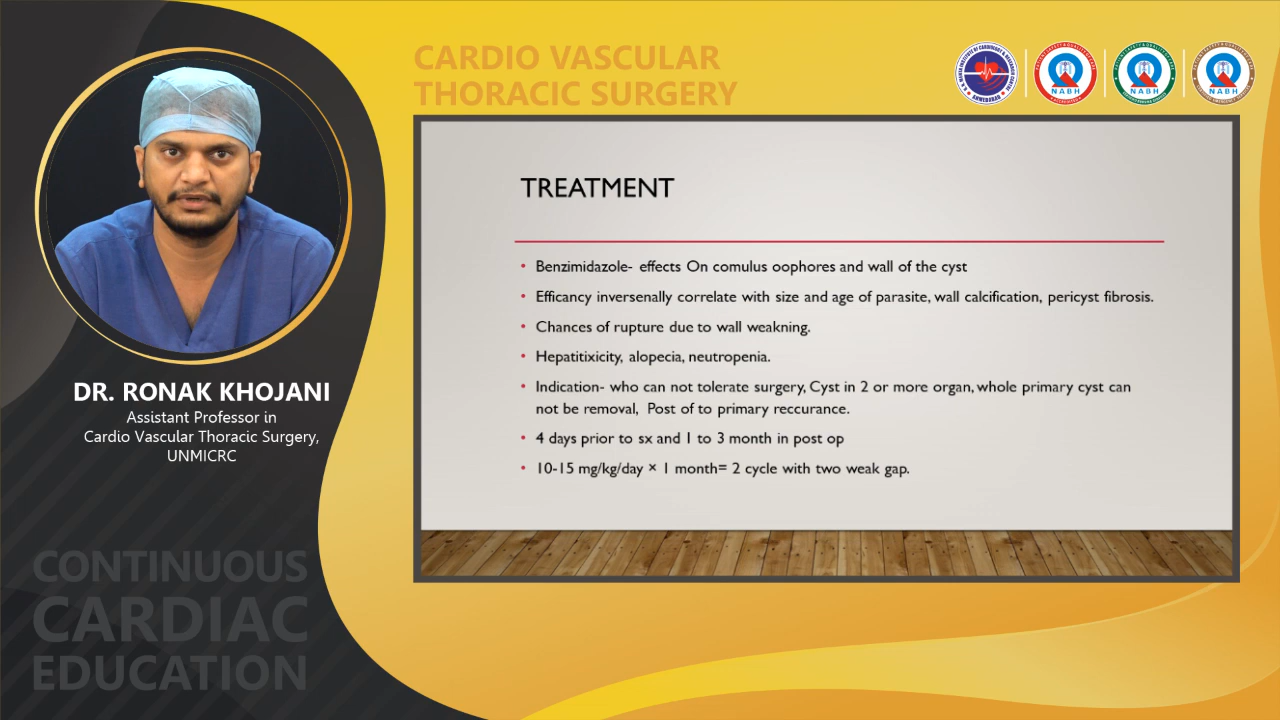 CARDIO VASCULAR
THORACIC SURGERY
NABH
NABH
NABH
TREATMENT
• Benzimidazole- effects On comulus oophores and wall of the cyst
• Efficancy inversenally correlate with size and age of parasite, wall calcification, pericyst fibrosis.
• Chances of rupture due to wall weakning.
• Hepatitixicity, alopecia, neutropenia.
• Indication- who can not tolerate surgery, Cyst in 2 or more organ, whole primary cyst can
not be removal, Post of to primary reccurance.
• 4 days prior to sx and 1 to 3 month in post op
• 10-15 mg/kg/day × 1 month= 2 cycle with two weak gap.
DR. RONAK KHOJANI
Assistant Professor in
Cardio Vascular Thoracic Surgery,
UNMICRC
CONTINUOUS
CARDIAC
EDUCATION